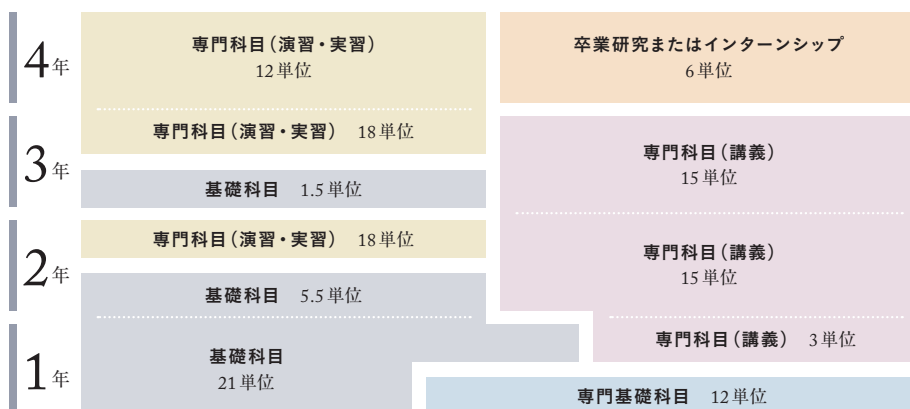 4年
専門科目（演習・実習）
12単位
卒業研究またはインターンシップ
6単位
専門科目（演習・実習） 18単位
3年
専門科目（講義）
15単位
基礎科目 1.5単位
2年
専門科目（演習・実習） 18単位
専門科目（講義）
15単位
基礎科目 5.5単位
専門科目（講義） 3単位
1年
基礎科目
21単位
専門基礎科目 12単位